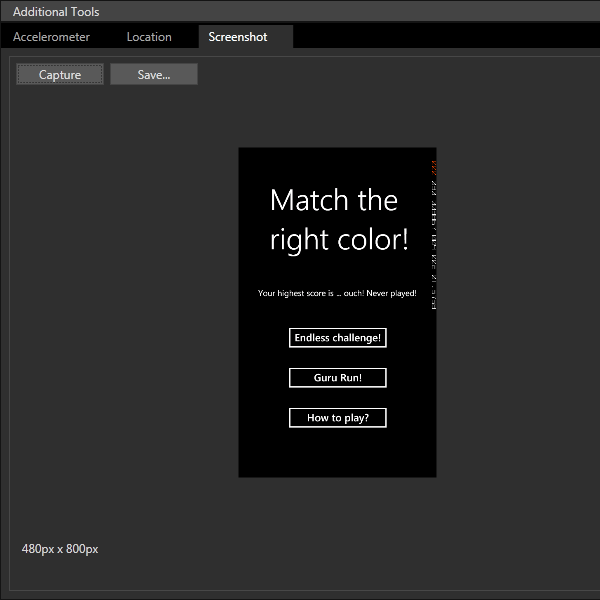 Additional Tools
Accelerometer Location Screenshot
Capture Save...
Match the
right color!
Your highest score is ... ouch! Never played!
Endless challenge!
Guru Run!
How to play?
480px x 800px